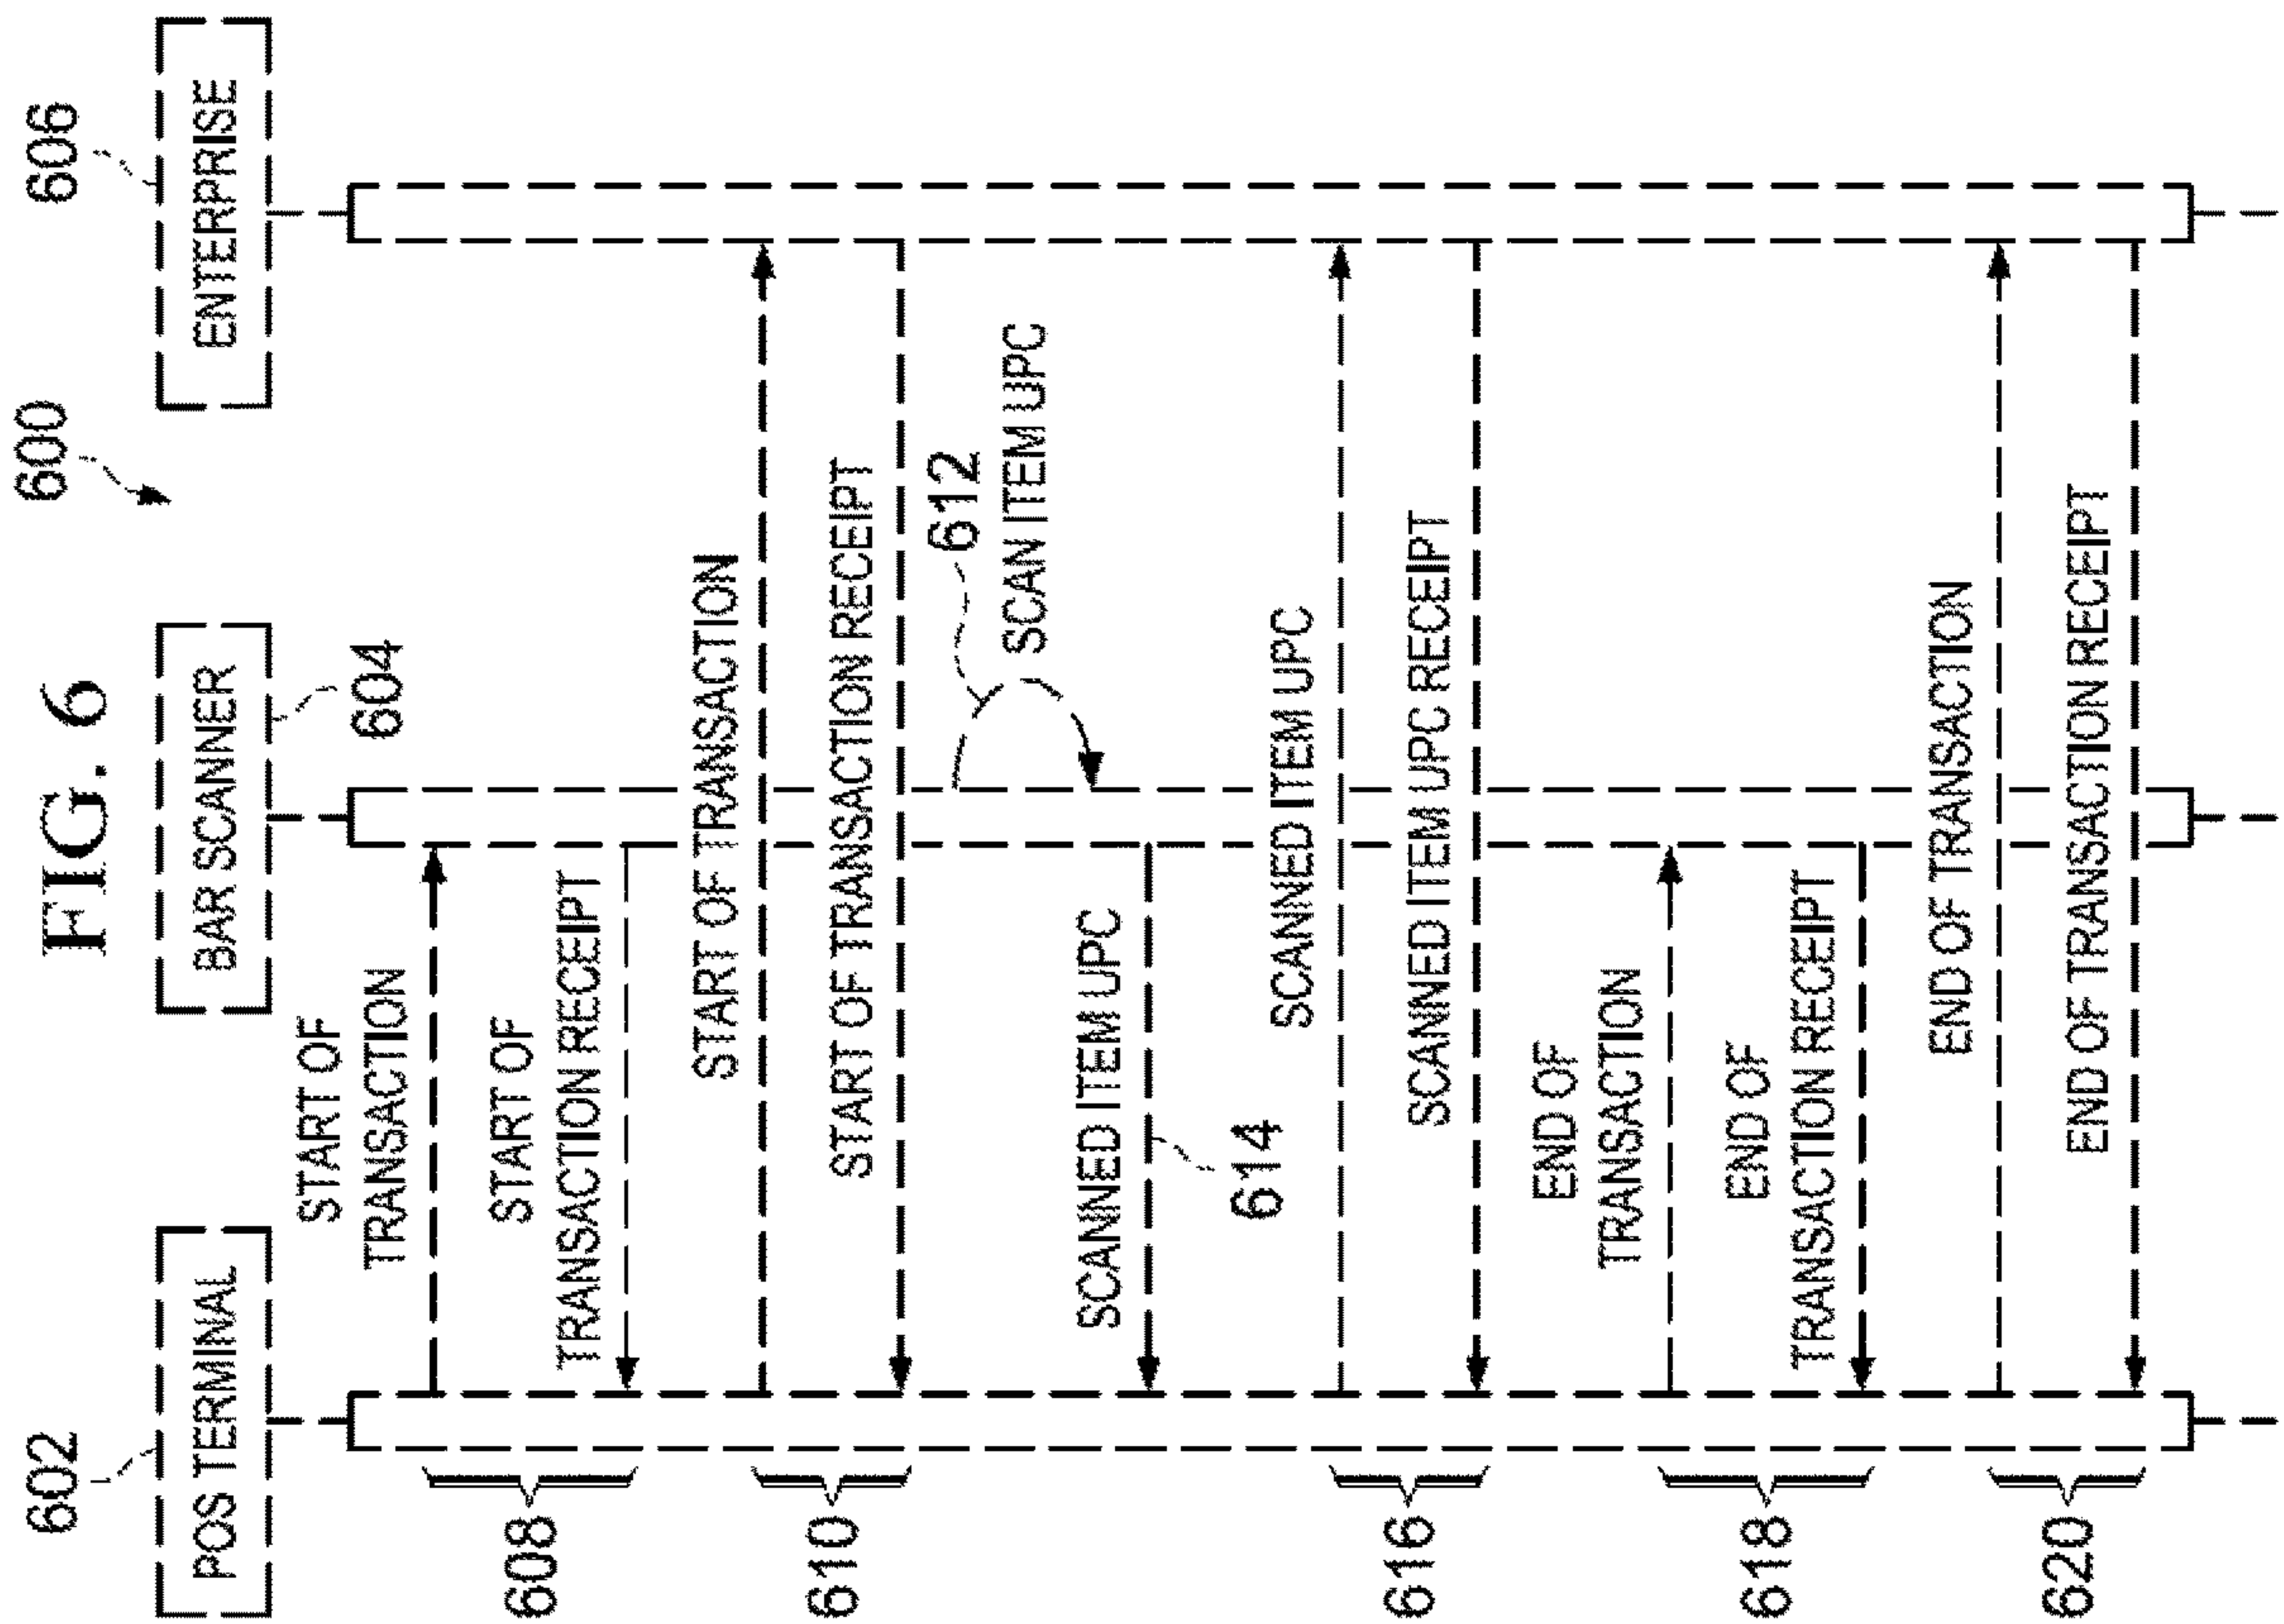 FIG. 6
600
602
POS TERMINAL
BAR SCANNER
604
606
ENTERPRISE
START OF
TRANSACTION
608
START OF
TRANSACTION RECEIPT
START OF TRANSACTION
610
START OF TRANSACTION RECEIPT
612
SCAN ITEM UPC
SCANNED ITEM UPC
614
SCANNED ITEM UPC
616
SCANNED ITEM UPC RECEIPT
END OF
TRANSACTION
618
END OF
TRANSACTION RECEIPT
END OF TRANSACTION
620
END OF TRANSACTION RECEIPT